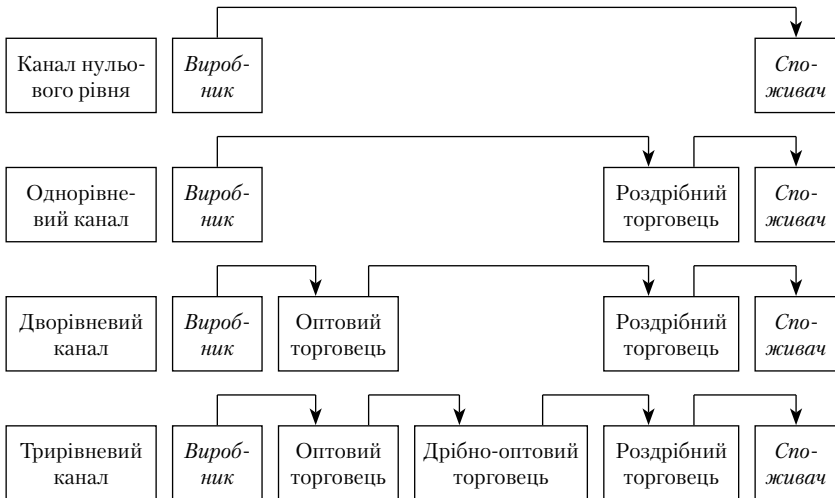 Канал нульо-
вого рівня
Вироб-
ник
Спо-
живач
Однорівне-
вий канал
Вироб-
ник
Роздрібний
торговець
Спо-
живач
Дворівневий
канал
Вироб-
ник
Оптовий
торговець
Роздрібний
торговець
Спо-
живач
Трирівневий
канал
Вироб-
ник
Оптовий
торговець
Дрібно-оптовий
торговець
Роздрібний
торговець
Спо-
живач